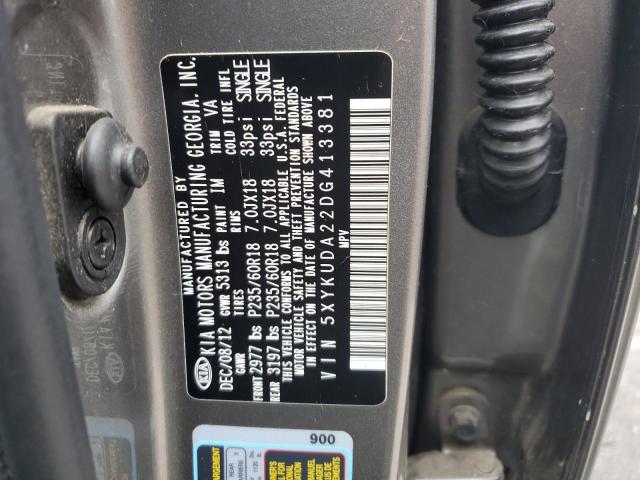 MANUFACTURED BY
KIA KIA MOTORS MANUFACTURING GEORGIA, INC.
DEC/08/12 GVWR 5313 lbs PAINT IM TRIM VA
GAWR TIRES RIMS COLD TIRE INFL
FRONT 2977 lbs P235/60R18 7.0JX18 33psi SINGLE
REAR 3197 lbs P235/60R18 7.0JX18 33psi SINGLE
THIS VEHICLE CONFORMS TO ALL APPLICABLE U.S.A. FEDERAL
MOTOR VEHICLE SAFETY AND THEFT PREVENTION STANDARDS
IN EFFECT ON THE DATE OF MANUFACTURE SHOWN ABOVE
VIN 5XYKUDA22DG413381
MPV
900
REAR